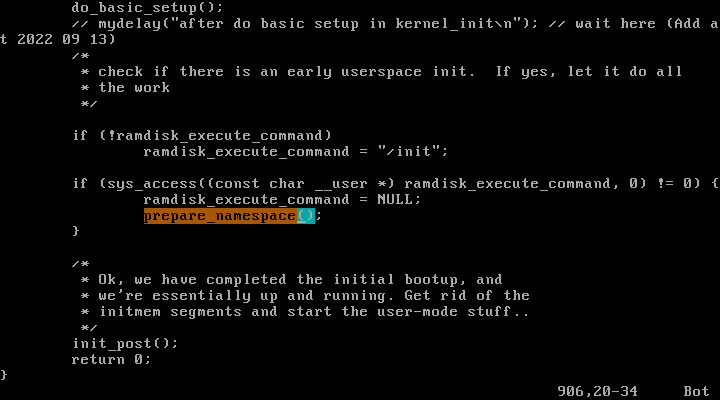 do_basic_setup();
// mydelay("after do basic setup in kernel_init\n"); // wait here (Add a
t 2022 09 13)
/*
* check if there is an early userspace init.  If yes, let it do all
* the work
*/
if (!ramdisk_execute_command)
ramdisk_execute_command = "/init";
if (sys_access((const char __user *) ramdisk_execute_command, 0) != 0) {
ramdisk_execute_command = NULL;
prepare_namespace();
}
/*
* Ok, we have completed the initial bootup, and
* we're essentially up and running. Get rid of the
* initmem segments and start the user-mode stuff..
*/
init_post();
return 0;
}
906,20-34 Bot